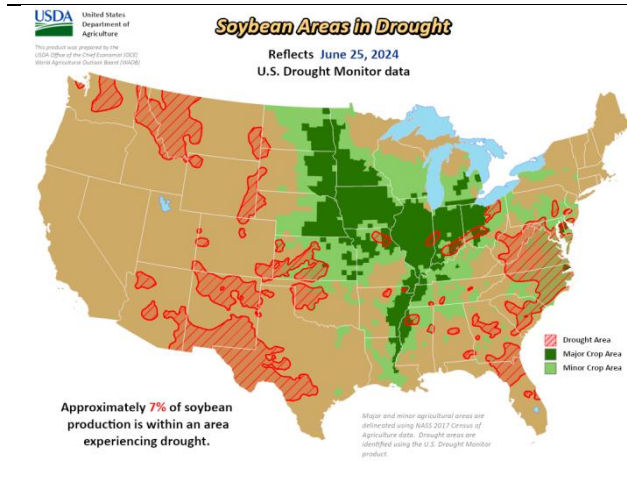 USDA
United States
Department of
Agriculture
This product was prepared by the
USDA Office of the Chief Economist (OCE)
World Agricultural Outlook Board (WAOB)
Soybean Areas in Drought
Reflects June 25, 2024
U.S. Drought Monitor data
Drought Area
Major Crop Area
Minor Crop Area
Approximately 7% of soybean
production is within an area
experiencing drought.
Major and minor agricultural areas are
delineated using NASS 2017 Census of
Agriculture data. Drought areas are
identified using the U.S. Drought Monitor
product.